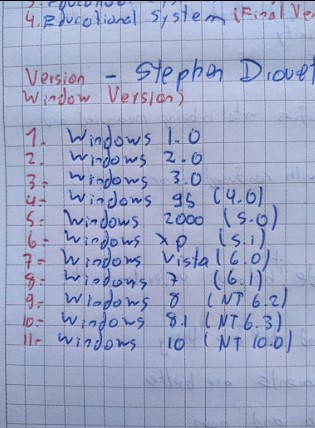 4. Educational System (Final Ve
Version - Stephen Drouet
Window Version)
1. Windows 1.0
2. Windows 2.0
3- Windows 3.0
4- Windows 95 (4.0)
5- Windows 2000 (5.0)
6- Windows xp (5.1)
7- Windows Vista (6.0)
8- Windows 7 (6.1)
9- Windows 8 (NT 6.2)
10- Windows 8.1 (NT 6.3)
11- Windows 10 (NT 10.0)